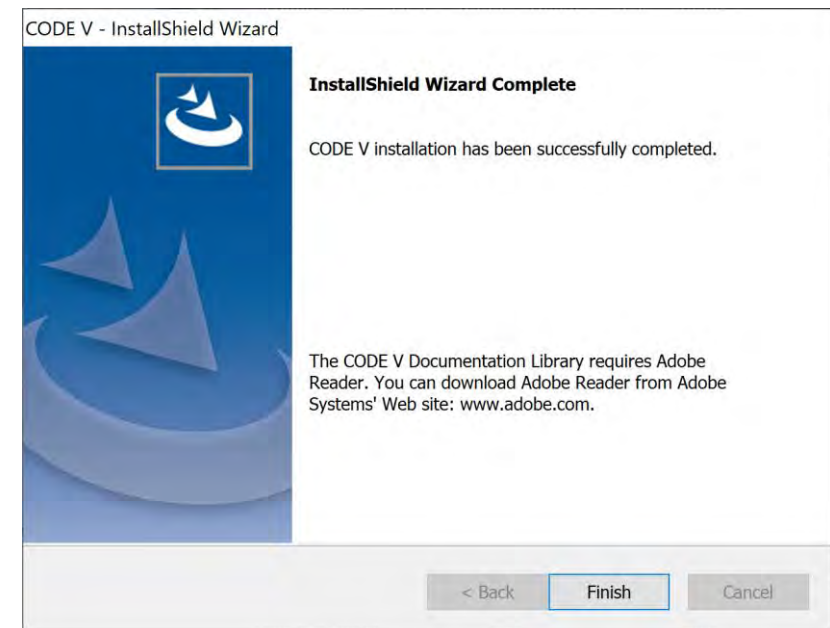 CODE V - InstallShield Wizard
InstallShield Wizard Complete
CODE V installation has been successfully completed.
The CODE V Documentation Library requires Adobe
Reader. You can download Adobe Reader from Adobe
Systems' Web site: www.adobe.com.
< Back
Finish
Cancel